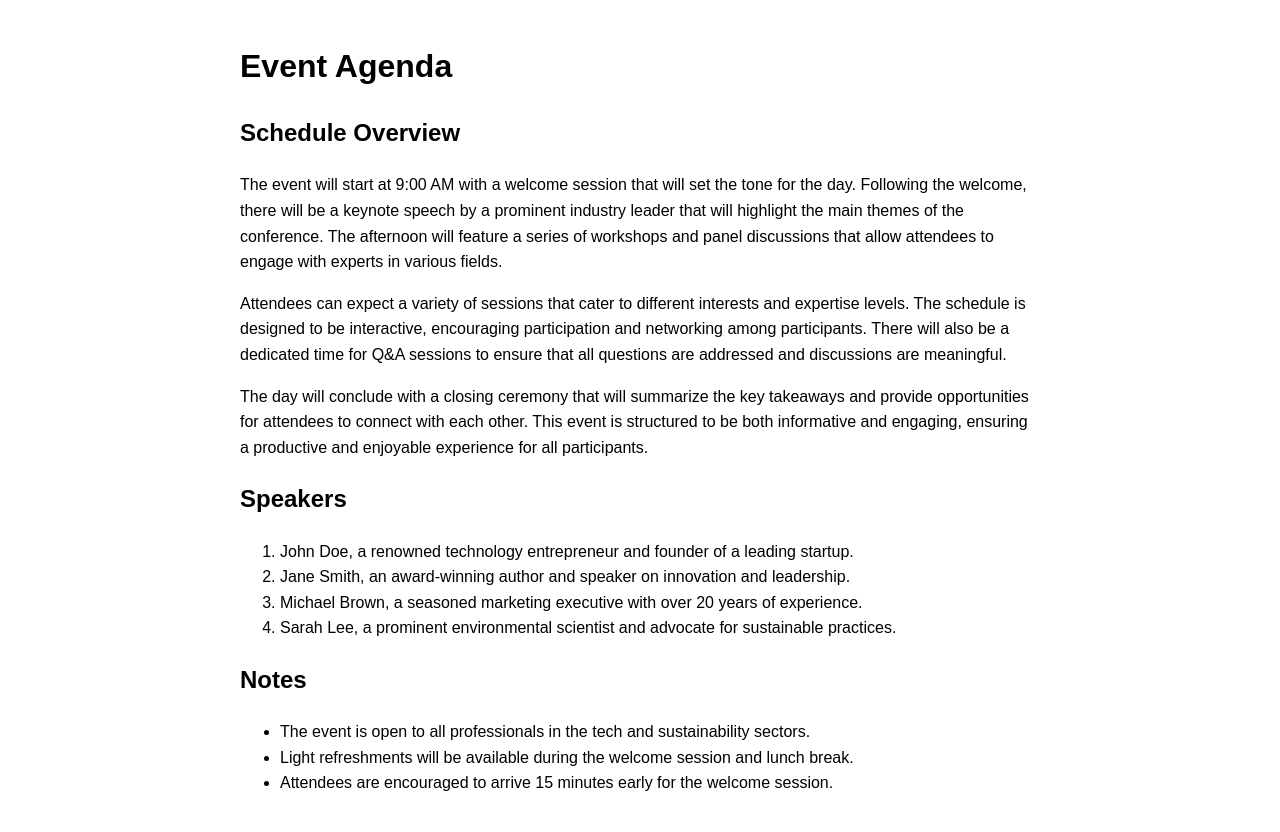 Event Agenda
Schedule Overview
The event will start at 9:00 AM with a welcome session that will set the tone for the day. Following the welcome,
there will be a keynote speech by a prominent industry leader that will highlight the main themes of the
conference. The afternoon will feature a series of workshops and panel discussions that allow attendees to
engage with experts in various fields.
Attendees can expect a variety of sessions that cater to different interests and expertise levels. The schedule is
designed to be interactive, encouraging participation and networking among participants. There will also be a
dedicated time for Q&A sessions to ensure that all questions are addressed and discussions are meaningful.
The day will conclude with a closing ceremony that will summarize the key takeaways and provide opportunities
for attendees to connect with each other. This event is structured to be both informative and engaging, ensuring
a productive and enjoyable experience for all participants.
Speakers
1. John Doe, a renowned technology entrepreneur and founder of a leading startup.
2. Jane Smith, an award-winning author and speaker on innovation and leadership.
3. Michael Brown, a seasoned marketing executive with over 20 years of experience.
4. Sarah Lee, a prominent environmental scientist and advocate for sustainable practices.
Notes
• The event is open to all professionals in the tech and sustainability sectors.
• Light refreshments will be available during the welcome session and lunch break.
• Attendees are encouraged to arrive 15 minutes early for the welcome session.